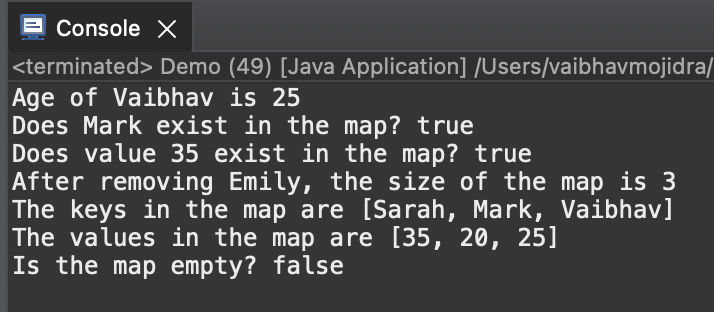 Console
<terminated> Demo (49) [Java Application] /Users/vaibhavmojidra/
Age of Vaibhav is 25
Does Mark exist in the map? true
Does value 35 exist in the map? true
After removing Emily, the size of the map is 3
The keys in the map are [Sarah, Mark, Vaibhav]
The values in the map are [35, 20, 25]
Is the map empty? false